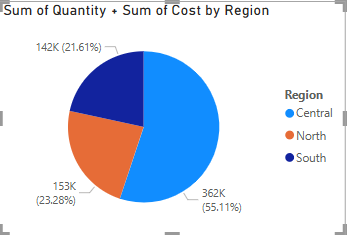 Sum of Quantity + Sum of Cost by Region
142K (21.61%)
Region
Central
North
South
153K
(23.28%)
362K
(55.11%)